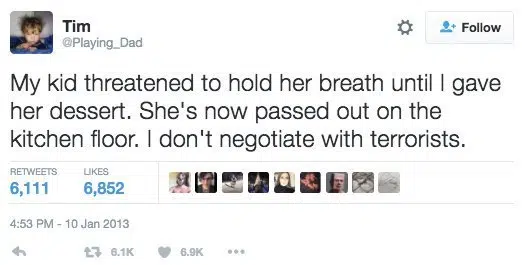 Tim
@Playing_Dad
Follow
My kid threatened to hold her breath until I gave
her dessert. She's now passed out on the
kitchen floor. I don't negotiate with terrorists.
RETWEETS LIKES
6,111 6,852
4:53 PM - 10 Jan 2013
6.1K 6.9K